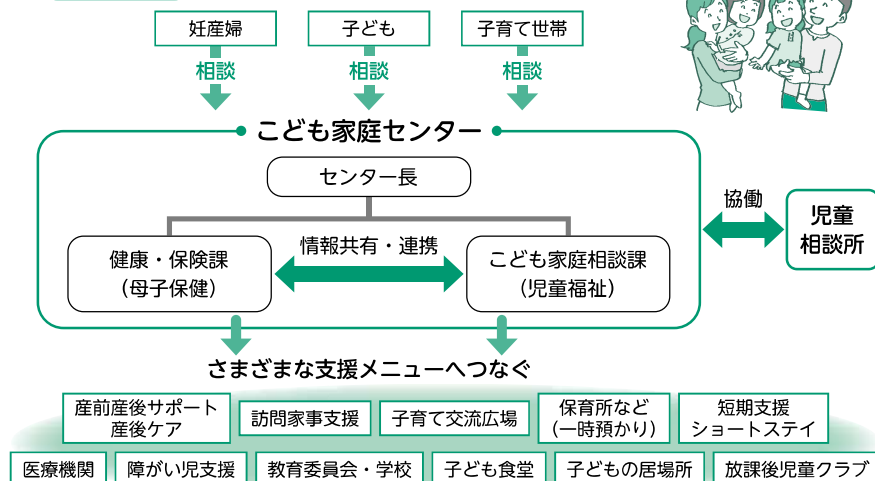 妊産婦
子ども
子育て世帯
相談
相談
相談
こども家庭センター
センター長
健康・保険課
（母子保健）
情報共有・連携
こども家庭相談課
（児童福祉）
協働
児童
相談所
さまざまな支援メニューへつなぐ
産前産後サポート
産後ケア
訪問家事支援
子育て交流広場
保育所など
（一時預かり）
短期支援
ショートステイ
医療機関
障がい児支援
教育委員会・学校
子ども食堂
子どもの居場所
放課後児童クラブ